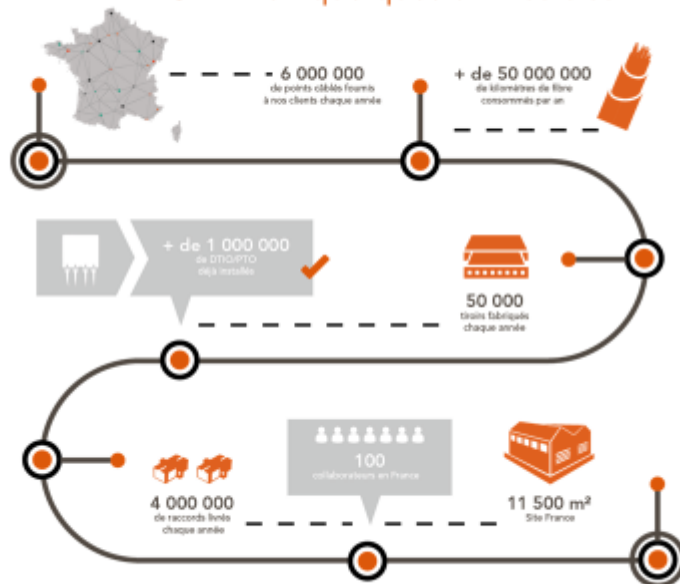 6 000 000
de points câblés fournis
à nos clients chaque année
+ de 50 000 000
de kilomètres de fibre
consommés par an
+ de 1 000 000
de DTIO/PTO
déjà installés
50 000
tiroirs fabriqués
chaque année
4 000 000
de raccords livrés
chaque année
100
collaborateurs en France
11 500 m²
Site France